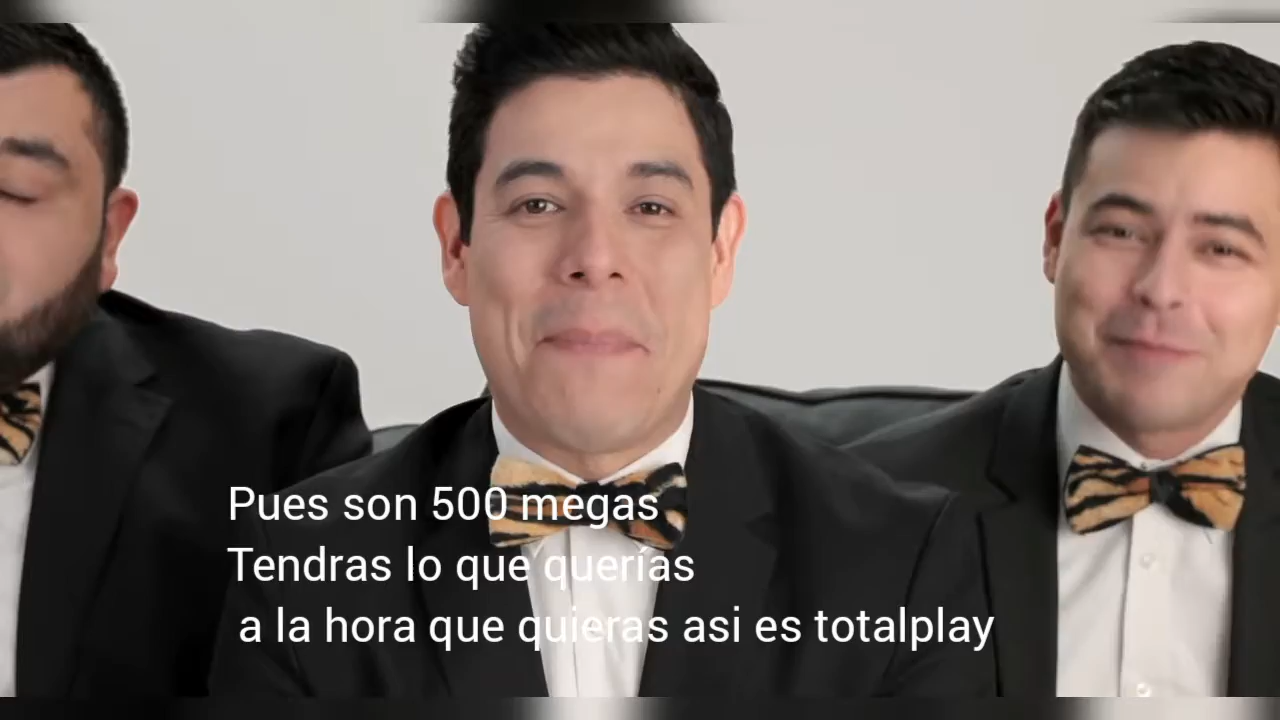 Pues son 500 megas
Tendras lo que querías
a la hora que quieras asi es totalplay